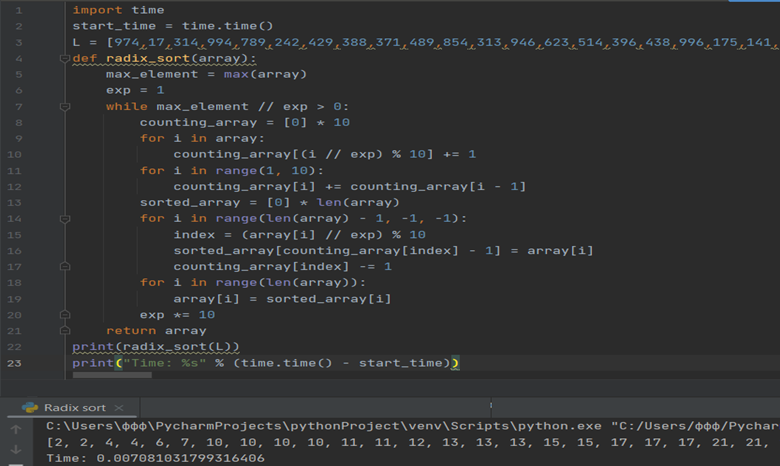 1 import time
2 start_time = time.time()
3 L = [974,17,314,994,789,242,429,388,371,489,854,313,946,623,514,396,438,996,175,141,
4 def radix_sort(array):
5 max_element = max(array)
6 exp = 1
7 while max_element // exp > 0:
8 counting_array = [0] * 10
9 for i in array:
10 counting_array[(i // exp) % 10] += 1
11 for i in range(1, 10):
12 counting_array[i] += counting_array[i - 1]
13 sorted_array = [0] * len(array)
14 for i in range(len(array) - 1, -1, -1):
15 index = (array[i] // exp) % 10
16 sorted_array[counting_array[index] - 1] = array[i]
17 counting_array[index] -= 1
18 for i in range(len(array)):
19 array[i] = sorted_array[i]
20 exp *= 10
21 return array
22 print(radix_sort(L))
23 print("Time: %s" % (time.time() - start_time))
Radix sort
C:\Users\ффф\PycharmProjects\pythonProject\venv\Scripts\python.exe "C:/Users/ффф/Pychar
[2, 2, 4, 4, 6, 7, 10, 10, 10, 10, 11, 11, 12, 13, 13, 13, 15, 15, 17, 17, 17, 21, 21,
Time: 0.007081031799316406